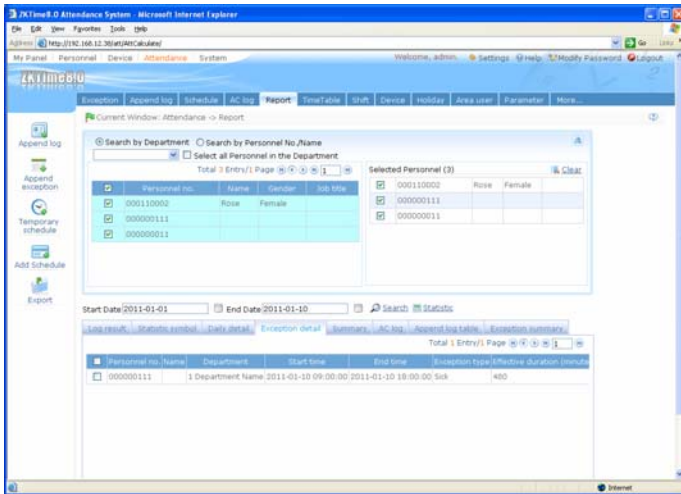 ZKTime8.0 Attendance System - Microsoft Internet Explorer
File Edit View Favorites Tools Help
Address http://192.168.12.36/att/AttCalculate/ Go Links
My Panel Personnel Device Attendance System Welcome, admin. Settings Help Modify Password Logout
ZKTime8.0
Exception Append log Schedule AC log Report TimeTable Shift Device Holiday Area user Parameter More...
Current Window: Attendance -> Report
Append log
Append exception
Temporary schedule
Add Schedule
Export
Search by Department Search by Personnel No./Name
Select all Personnel in the Department
Total 3 Entry/1 Page 1
Personnel no. Name Gender Job title
000110002 Rose Female
000000111
000000011
Selected Personnel (3) Clear
000110002 Rose Female
000000111
000000011
Start Date 2011-01-01 End Date 2011-01-10 Search Statistic
Log result Statistic symbol Daily detail Exception detail Summary AC log Append log table Exception summary
Total 1 Entry/1 Page 1
Personnel no. Name Department Start time End time Exception type Effective duration (minute
000000111 1 Department Name 2011-01-10 09:00:00 2011-01-10 18:00:00 Sick 480
Internet